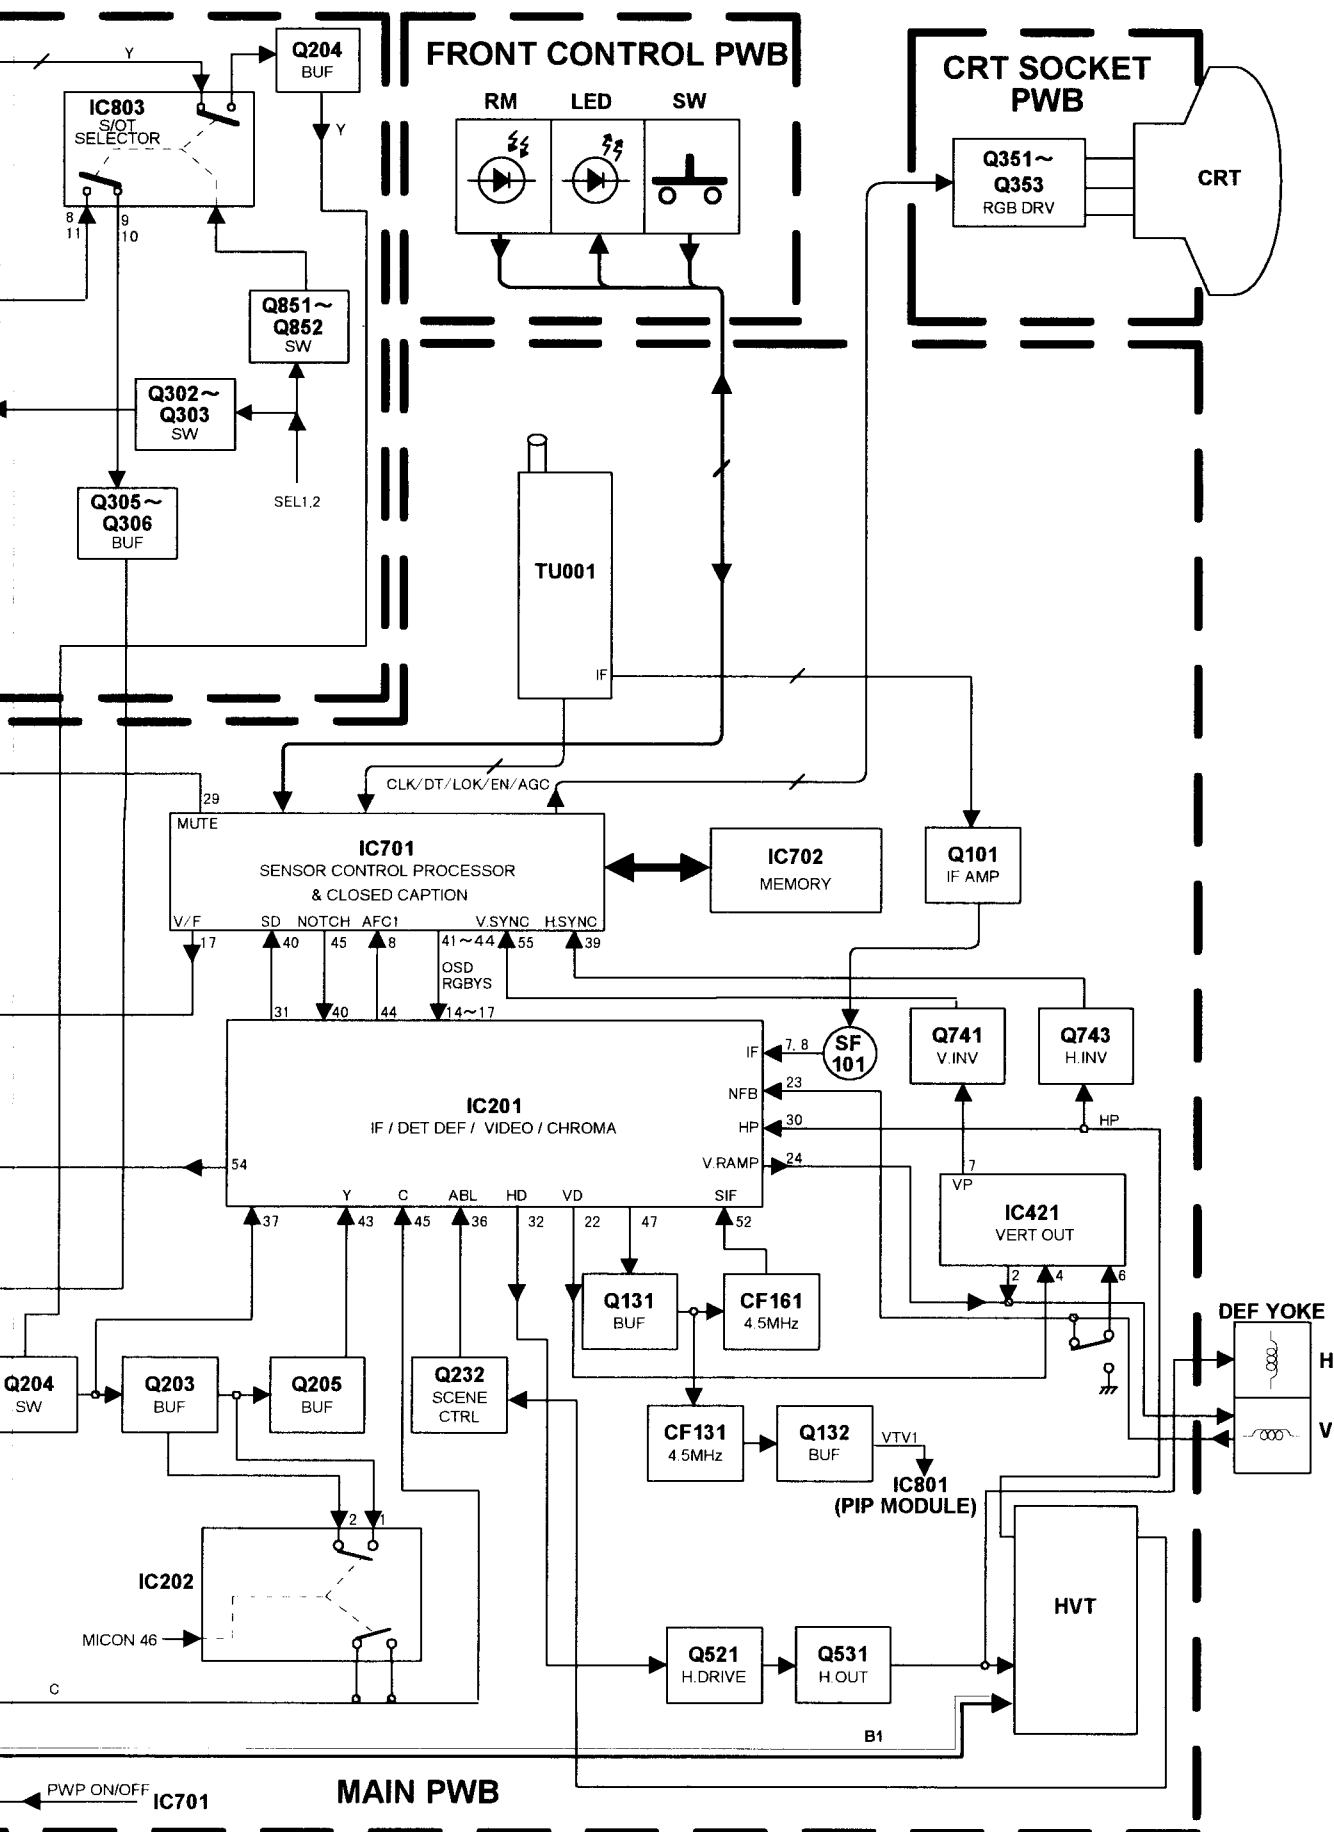 Y
Q204
BUF
IC803
S/OT
SELECTOR
Y
8
11
9
10
Q851~
Q852
SW
Q302~
Q303
SW
SEL1,2
Q305~
Q306
BUF
FRONT CONTROL PWB
RM LED SW
CRT SOCKET
PWB
Q351~
Q353
RGB DRV
CRT
TU001
IF
CLK/DT/LOK/EN/AGC
29
MUTE
IC701
SENSOR CONTROL PROCESSOR
& CLOSED CAPTION
V/F SD NOTCH AFC1 V.SYNC H.SYNC
17 40 45 8 41~44 55 39
OSD
RGBYS
IC702
MEMORY
Q101
IF AMP
31 40 44 14~17
SF
101
Q741
V.INV
Q743
H.INV
IF 7, 8
NFB 23
HP 30
HP
V.RAMP 24
IC201
IF / DET DEF / VIDEO / CHROMA
54
Y C ABL HD VD SIF
37 43 45 36 32 22 47 52
7
VP
IC421
VERT OUT
2 4 6
Q131
BUF
CF161
4.5MHz
DEF YOKE
H
V
Q204
SW
Q203
BUF
Q205
BUF
Q232
SCENE
CTRL
CF131
4.5MHz
Q132
BUF
VTV1
IC801
(PIP MODULE)
2 1
IC202
MICON 46
C
Q521
H.DRIVE
Q531
H.OUT
HVT
B1
PWP ON/OFF
IC701
MAIN PWB